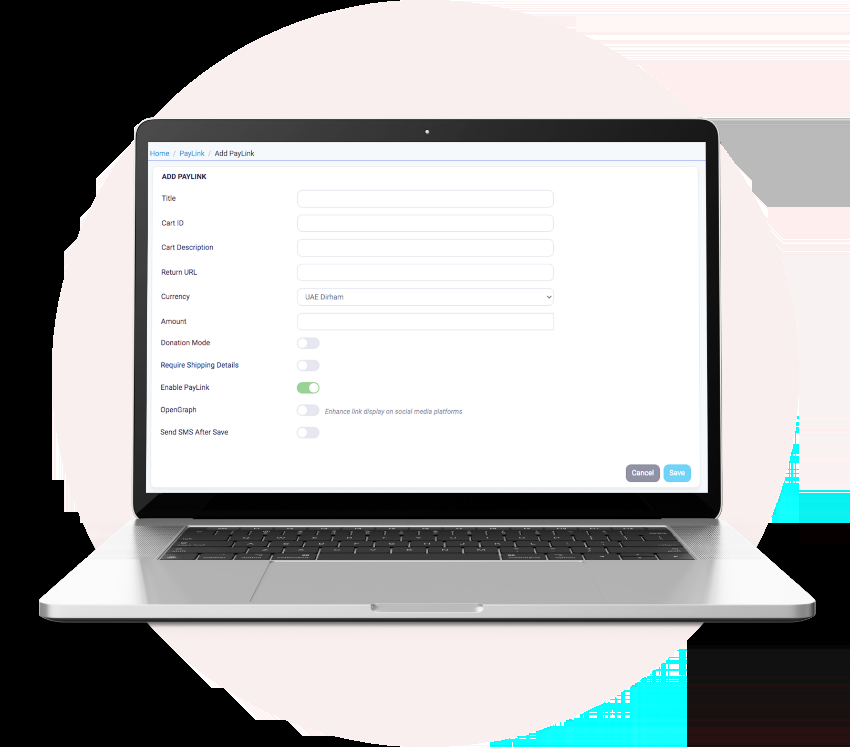 Home / PayLink / Add PayLink
ADD PAYLINK
Title
Cart ID
Cart Description
Return URL
Currency UAE Dirham
Amount
Donation Mode
Require Shipping Details
Enable PayLink
OpenGraph Enhance link display on social media platforms
Send SMS After Save
Cancel Save